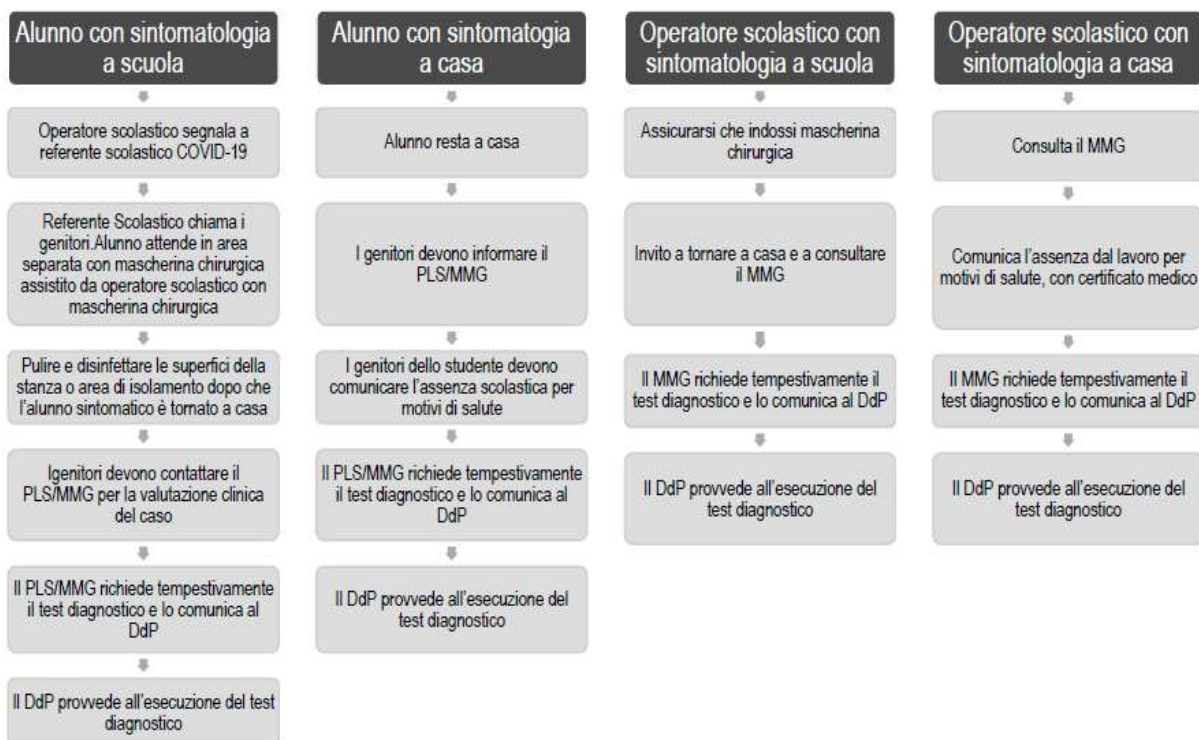 Alunno con sintomatologia
a scuola
Operatore scolastico segnala a
referente scolastico COVID-19
Referente Scolastico chiama i
genitori.Alunno attende in area
separata con mascherina chirurgica
assistito da operatore scolastico con
mascherina chirurgica
Pulire e disinfettare le superfici della
stanza o area di isolamento dopo che
l'alunno sintomatico è tornato a casa
Igenitori devono contattare il
PLS/MMG per la valutazione clinica
del caso
Il PLS/MMG richiede tempestivamente
il test diagnostico e lo comunica al
DdP
Il DdP provvede all'esecuzione del test
diagnostico
Alunno con sintomatogia
a casa
Alunno resta a casa
I genitori devono informare il
PLS/MMG
I genitori dello studente devono
comunicare l'assenza scolastica per
motivi di salute
Il PLS/MMG richiede tempestivamente
il test diagnostico e lo comunica al
DdP
Il DdP provvede all'esecuzione del
test diagnostico
Operatore scolastico con
sintomatologia a scuola
Assicurarsi che indossi mascherina
chirurgica
Invito a tornare a casa e a consultare
il MMG
Il MMG richiede tempestivamente il
test diagnostico e lo comunica al DdP
Il DdP provvede all'esecuzione del
test diagnostico
Operatore scolastico con
sintomatologia a casa
Consulta il MMG
Comunica l'assenza dal lavoro per
motivi di salute, con certificato medico
Il MMG richiede tempestivamente il
test diagnostico e lo comunica al DdP
Il DdP provvede all'esecuzione del
test diagnostico